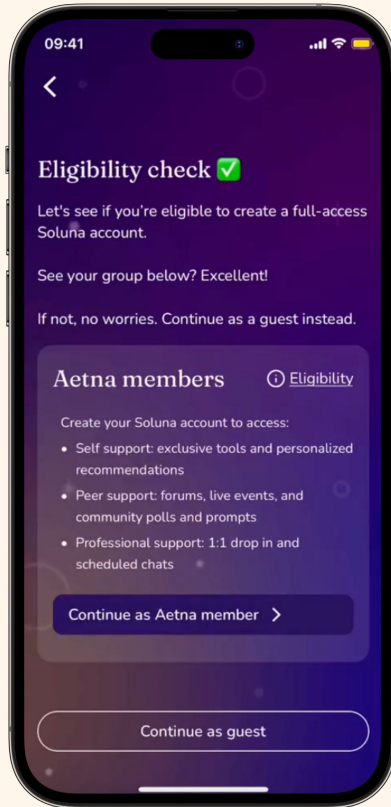 09:41
Eligibility check ✅
Let's see if you're eligible to create a full-access
Soluna account.
See your group below? Excellent!
If not, no worries. Continue as a guest instead.
Aetna members
Eligibility
Create your Soluna account to access:
• Self support: exclusive tools and personalized
recommendations
• Peer support: forums, live events, and
community polls and prompts
• Professional support: 1:1 drop in and
scheduled chats
Continue as Aetna member
Continue as guest